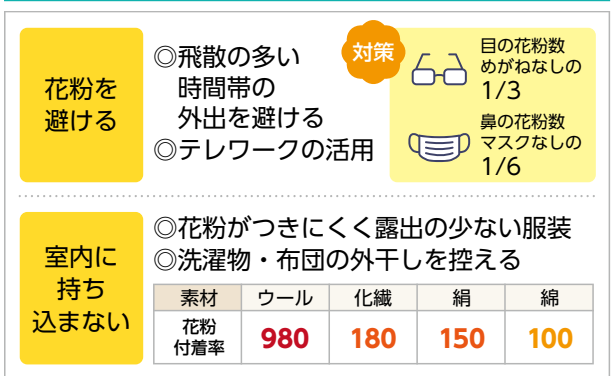 花粉を
避ける
◎飛散の多い
時間帯の
外出を避ける
◎テレワークの活用
対策
目の花粉数
めがねなしの
1/3
鼻の花粉数
マスクなしの
1/6
室内に
持ち
込まない
◎花粉がつきにくく露出の少ない服装
◎洗濯物・布団の外干しを控える
素材 ウール 化繊 絹 綿
花粉
付着率 980 180 150 100